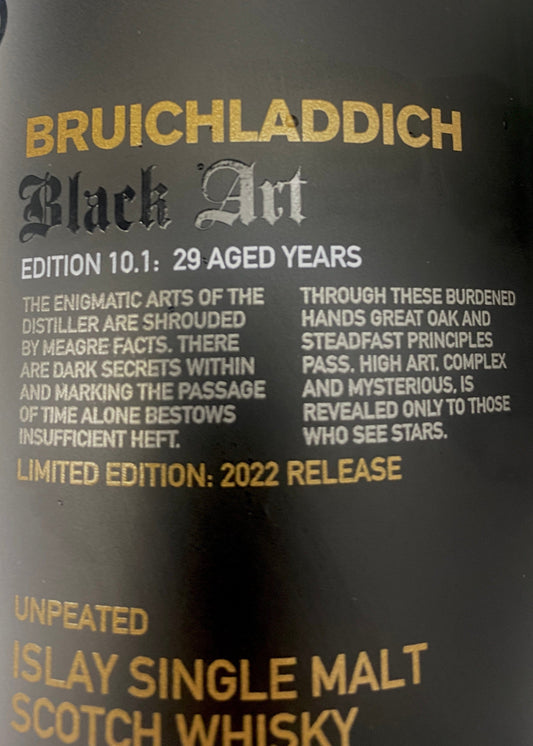 BRUICHLADDICH
Black Art
EDITION 10.1: 29 AGED YEARS
THE ENIGMATIC ARTS OF THE
DISTILLER ARE SHROUDED
BY MEAGRE FACTS. THERE
ARE DARK SECRETS WITHIN
AND MARKING THE PASSAGE
OF TIME ALONE BESTOWS
INSUFFICIENT HEFT.
THROUGH THESE BURDENED
HANDS GREAT OAK AND
STEADFAST PRINCIPLES
PASS. HIGH ART, COMPLEX
AND MYSTERIOUS, IS
REVEALED ONLY TO THOSE
WHO SEE STARS.
LIMITED EDITION: 2022 RELEASE
UNPEATED
ISLAY SINGLE MALT
SCOTCH WHISKY